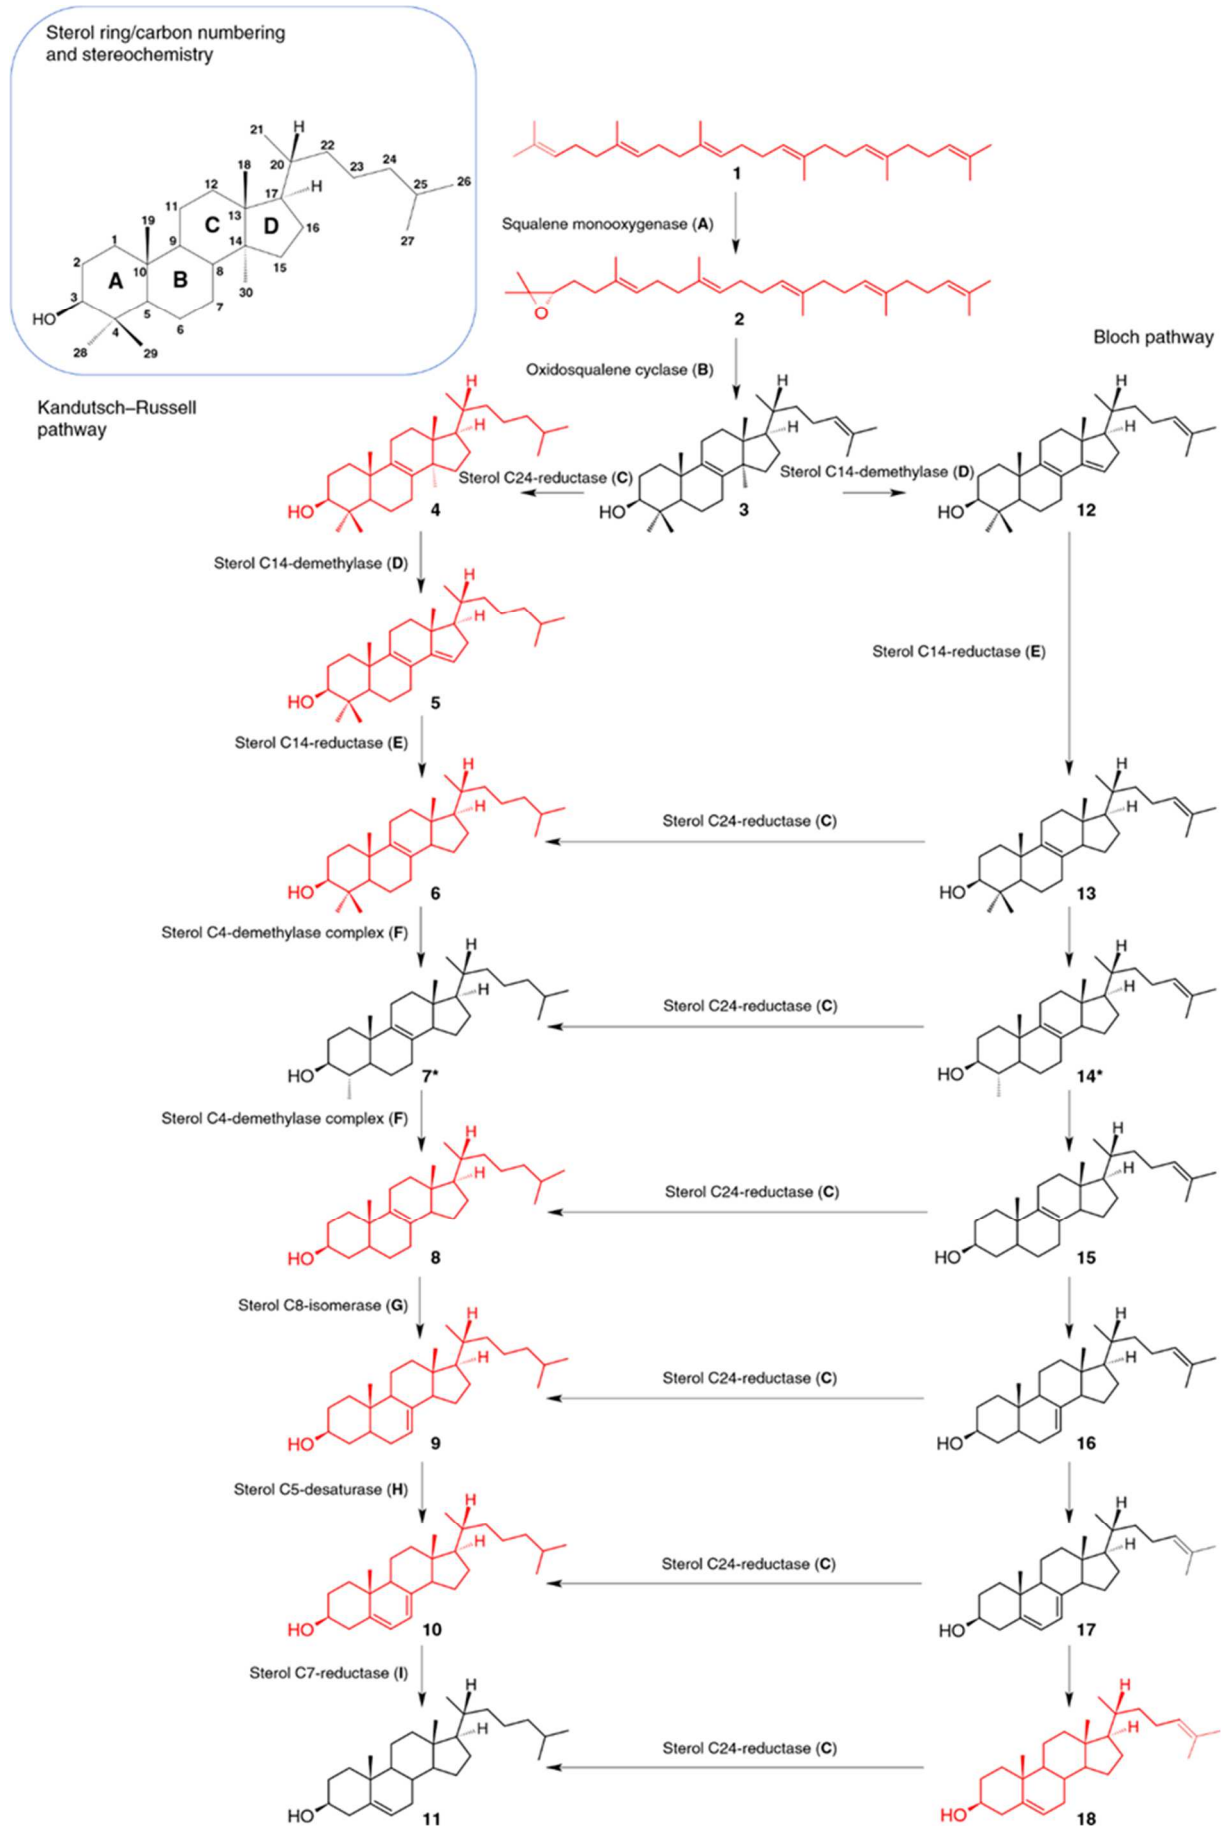 Sterol ring/carbon numbering
and stereochemistry
21
H
22
24
20
23
18
12
17
H
25
26
11
C
13
D
16
27
19
1
9
14
2
10
8
15
A
B
30
3
5
7
HO
4
6
28
29
1
Squalene monooxygenase (A)
O
2
Oxidosqualene cyclase (B)
Bloch pathway
Kandutsch–Russell
pathway
H
H
H
H
H
H
Sterol C24-reductase (C)
Sterol C14-demethylase (D)
HO
4
HO
3
HO
12
Sterol C14-demethylase (D)
H
H
Sterol C14-reductase (E)
HO
5
Sterol C14-reductase (E)
H
H
H
H
Sterol C24-reductase (C)
HO
6
HO
13
Sterol C4-demethylase complex (F)
H
H
H
H
Sterol C24-reductase (C)
HO
7*
HO
14*
Sterol C4-demethylase complex (F)
H
H
H
H
Sterol C24-reductase (C)
HO
8
HO
15
Sterol C8-isomerase (G)
H
H
H
H
Sterol C24-reductase (C)
HO
9
HO
16
Sterol C5-desaturase (H)
H
H
H
H
Sterol C24-reductase (C)
HO
10
HO
17
Sterol C7-reductase (I)
H
H
H
H
Sterol C24-reductase (C)
HO
11
HO
18